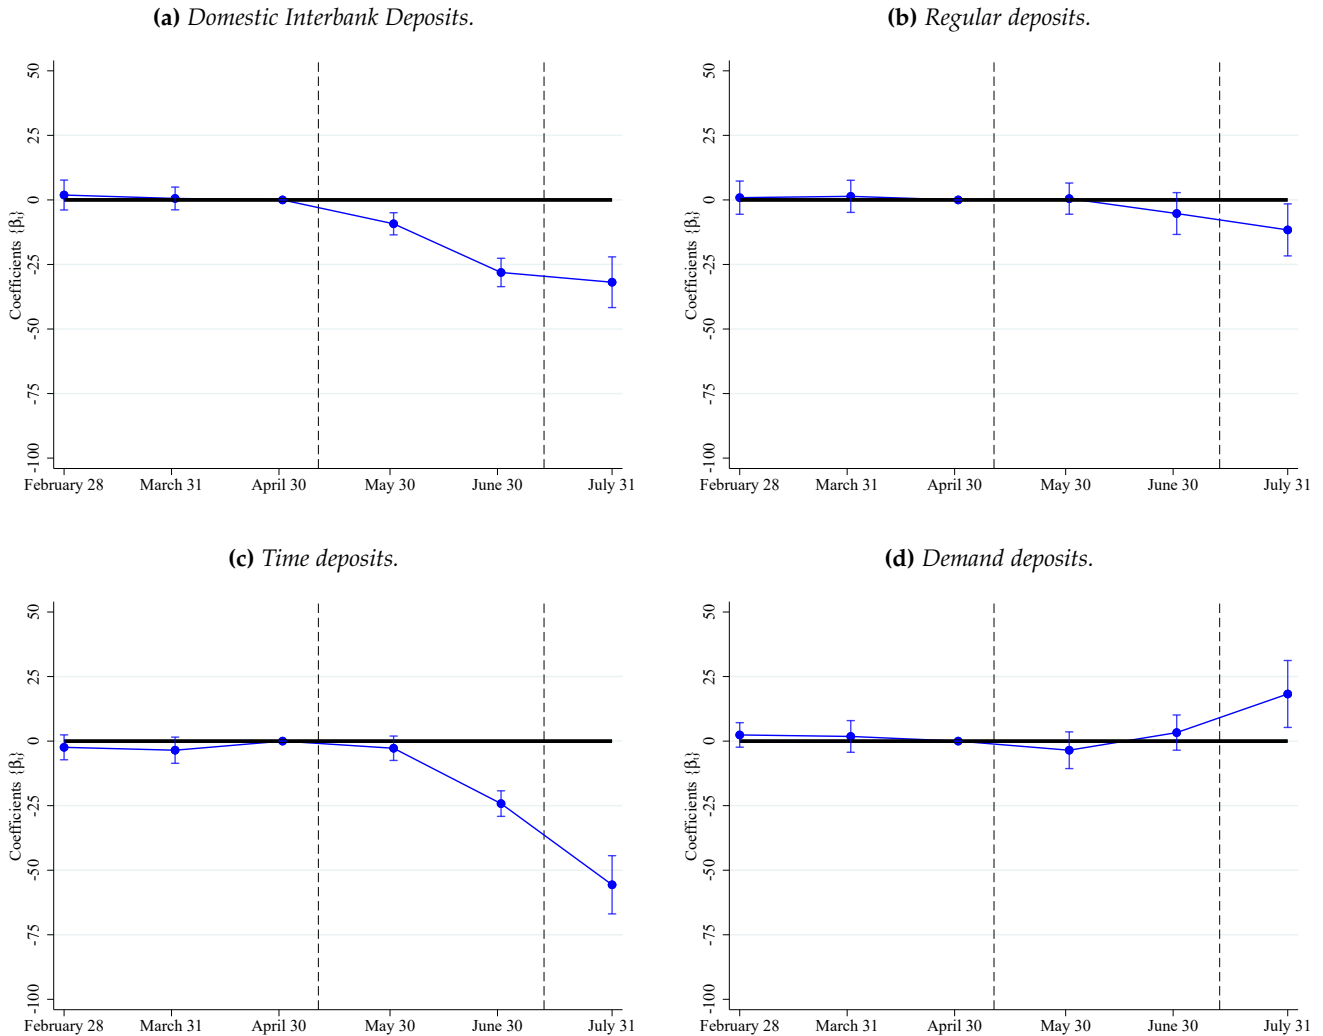 (a) Domestic Interbank Deposits.
Coefficients {βt}
50
25
0
-25
-50
-75
-100
February 28 March 31 April 30 May 30 June 30 July 31
(b) Regular deposits.
Coefficients {βt}
50
25
0
-25
-50
-75
-100
February 28 March 31 April 30 May 30 June 30 July 31
(c) Time deposits.
Coefficients {βt}
50
25
0
-25
-50
-75
-100
February 28 March 31 April 30 May 30 June 30 July 31
(d) Demand deposits.
Coefficients {βt}
50
25
0
-25
-50
-75
-100
February 28 March 31 April 30 May 30 June 30 July 31